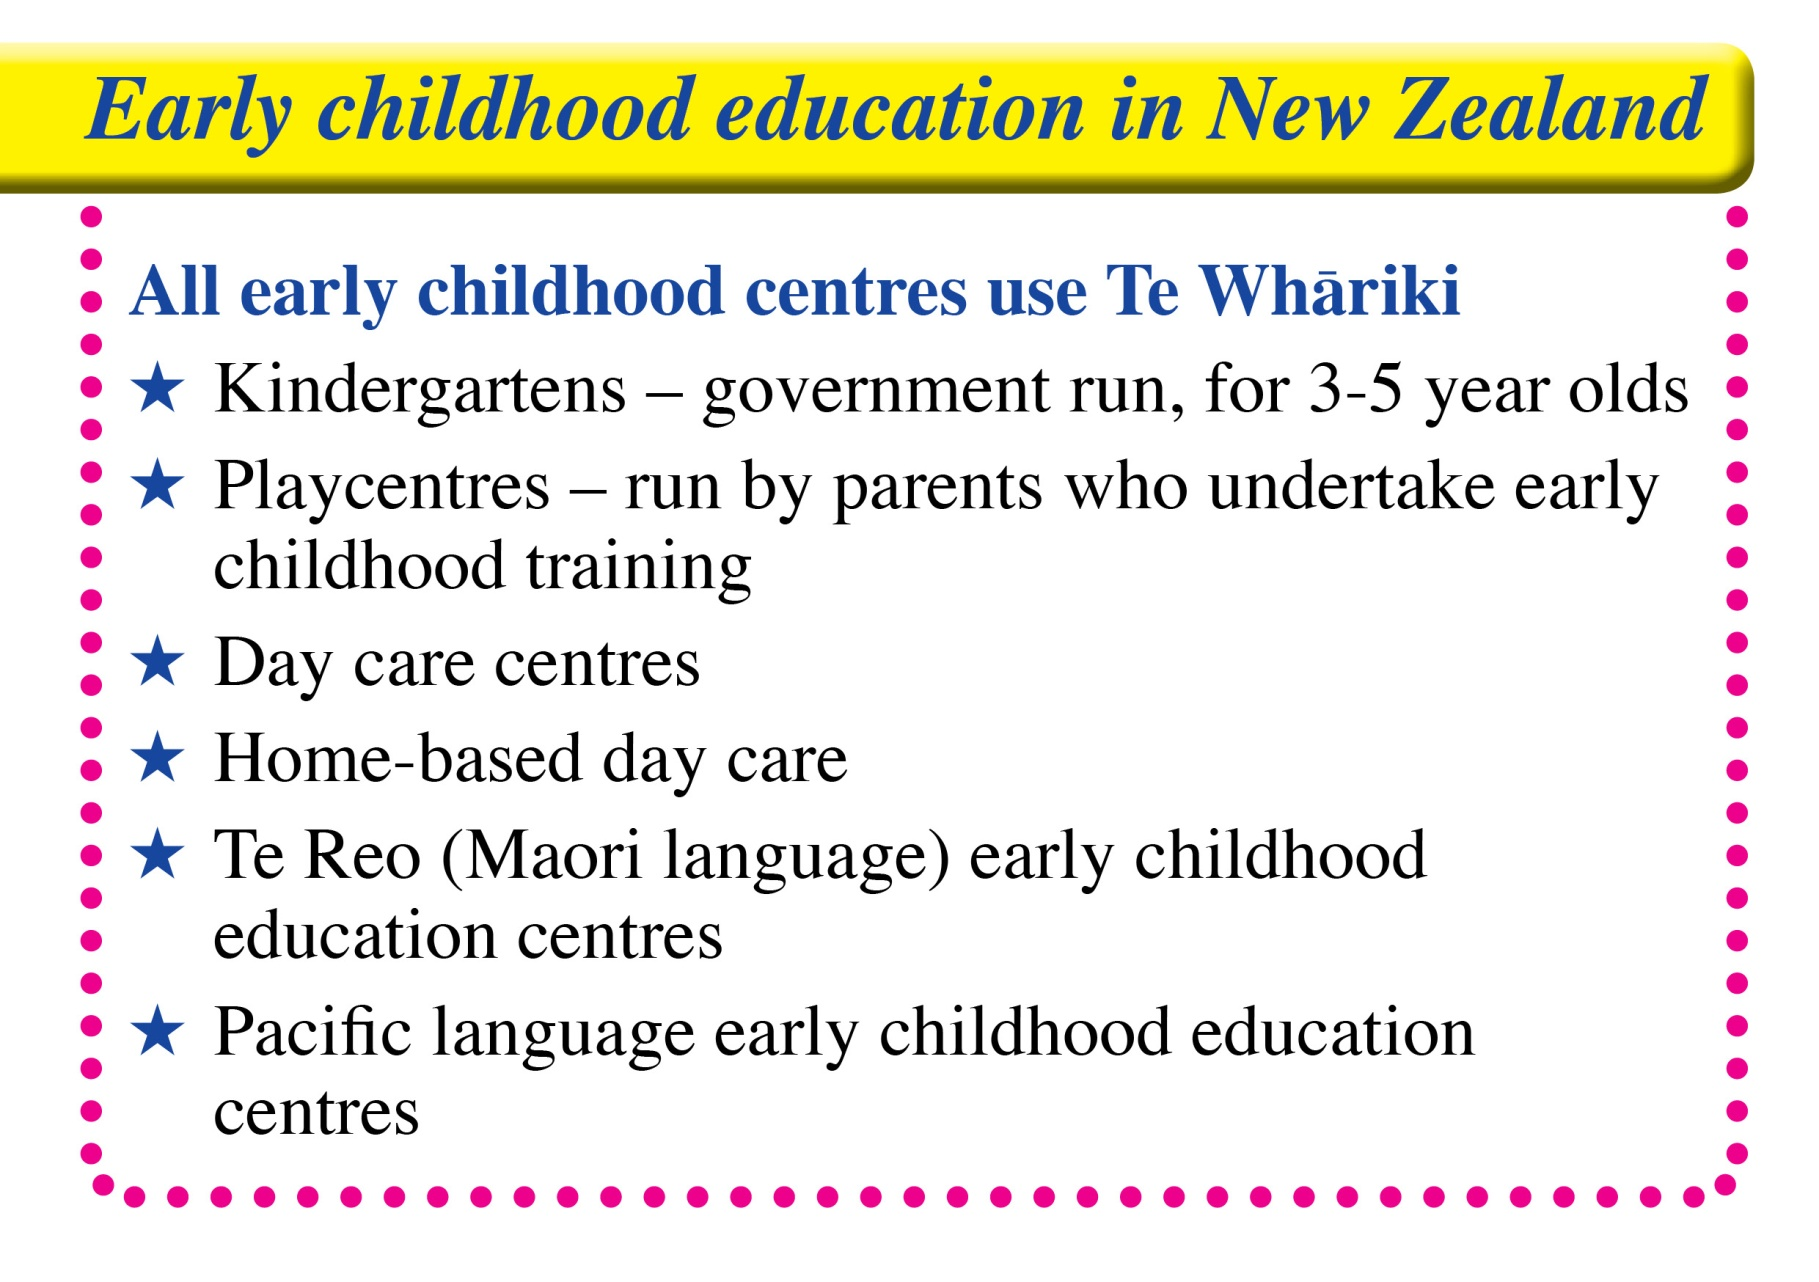 Early childhood education in New Zealand
All early childhood centres use Te Whāriki
★ Kindergartens – government run, for 3-5 year olds
★ Playcentres – run by parents who undertake early
childhood training
★ Day care centres
★ Home-based day care
★ Te Reo (Maori language) early childhood
education centres
★ Pacific language early childhood education
centres